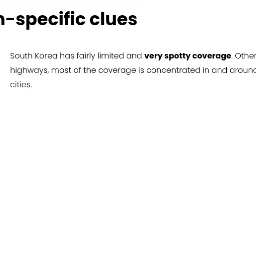 -specific clues
South Korea has fairly limited and very spotty coverage. Other
highways, most of the coverage is concentrated in and around
cities.